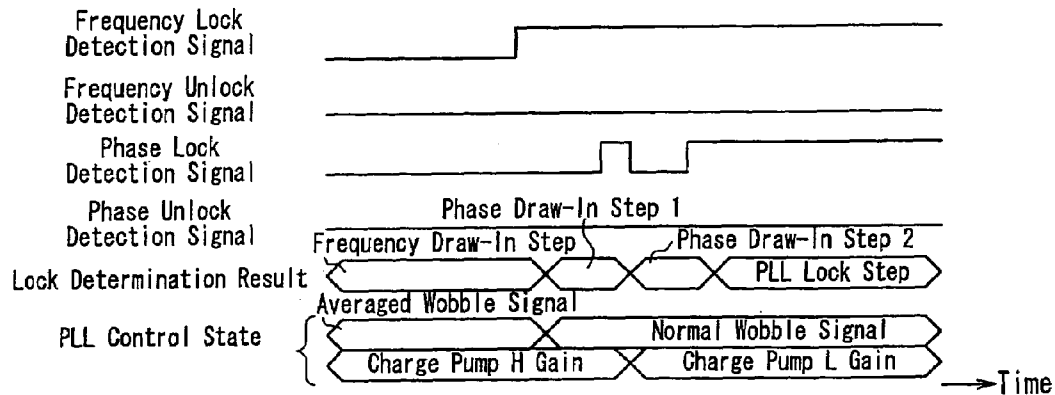 Frequency Lock
Detection Signal
Frequency Unlock
Detection Signal
Phase Lock
Detection Signal
Phase Unlock
Detection Signal
Phase Draw-In Step 1
Frequency Draw-In Step
Phase Draw-In Step 2
Lock Determination Result
PLL Lock Step
Averaged Wobble Signal
PLL Control State
Normal Wobble Signal
Charge Pump H Gain
Charge Pump L Gain
Time